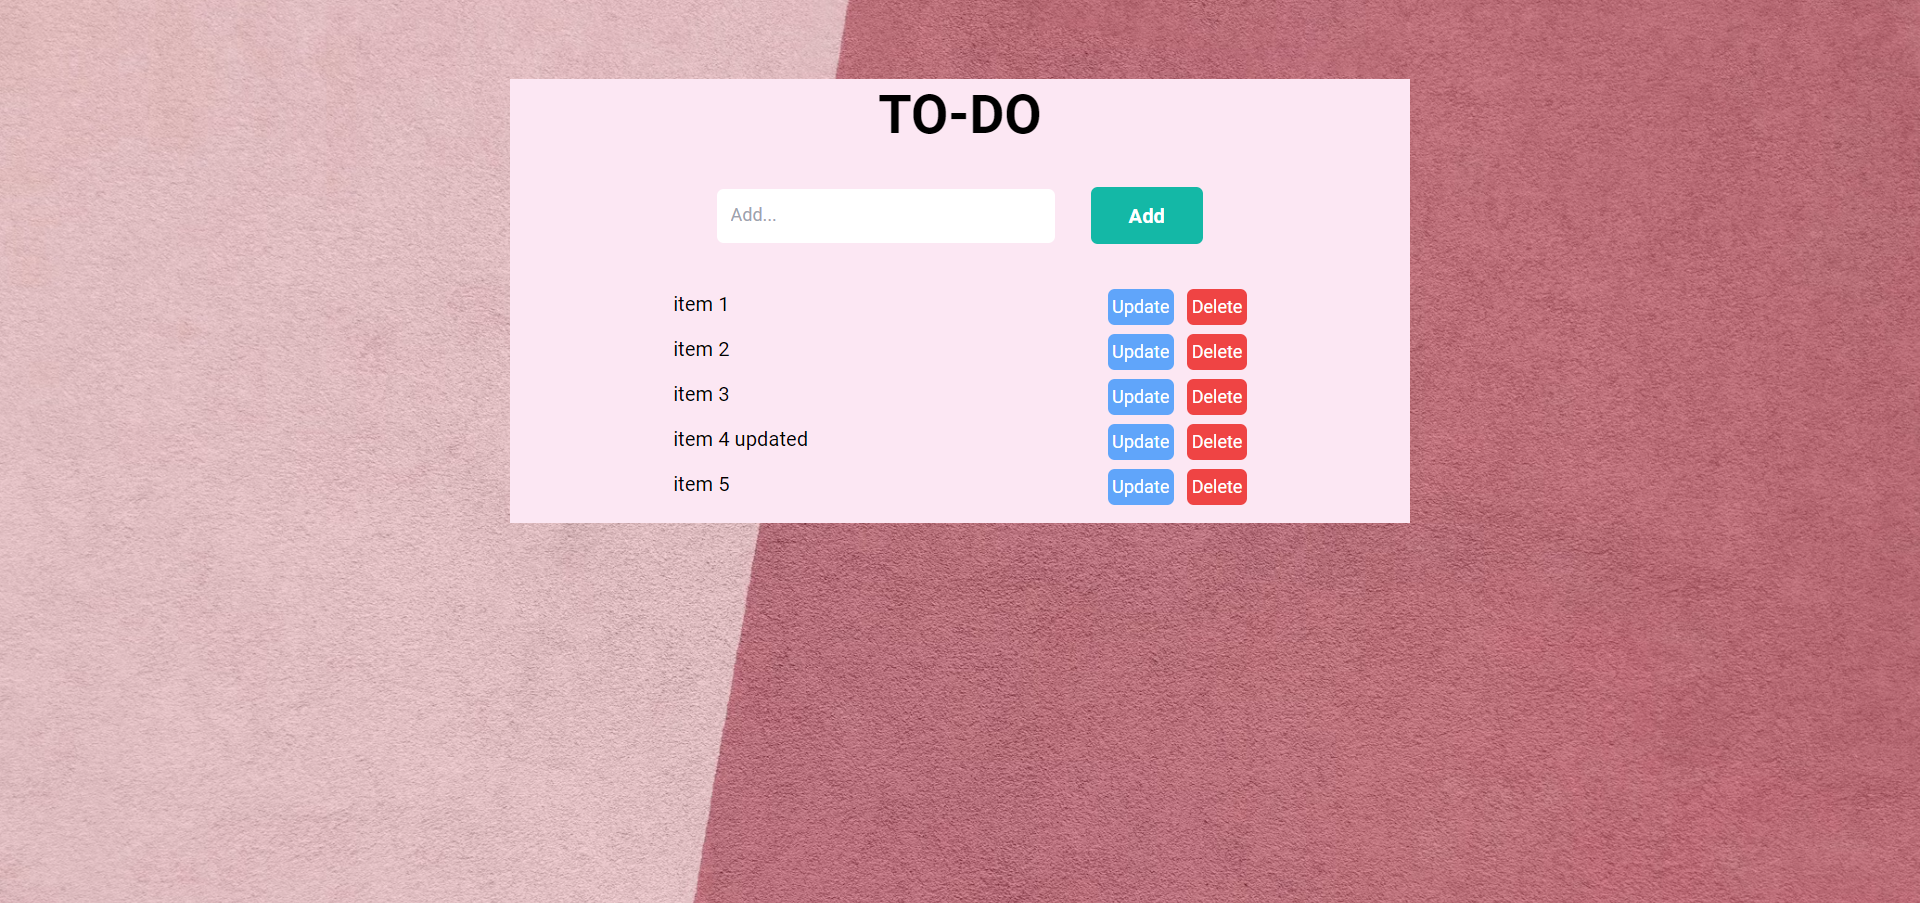 TO-DO
Add... Add
item 1 Update Delete
item 2 Update Delete
item 3 Update Delete
item 4 updated Update Delete
item 5 Update Delete